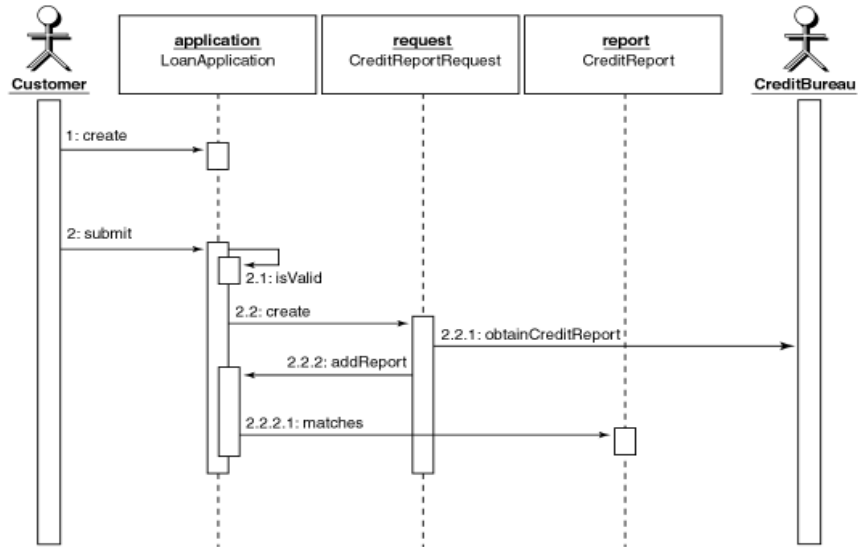 application
LoanApplication
request
CreditReportRequest
report
CreditReport
Customer
CreditBureau
1: create
2: submit
2.1: isValid
2.2: create
2.2.1: obtainCreditReport
2.2.2: addReport
2.2.2.1: matches